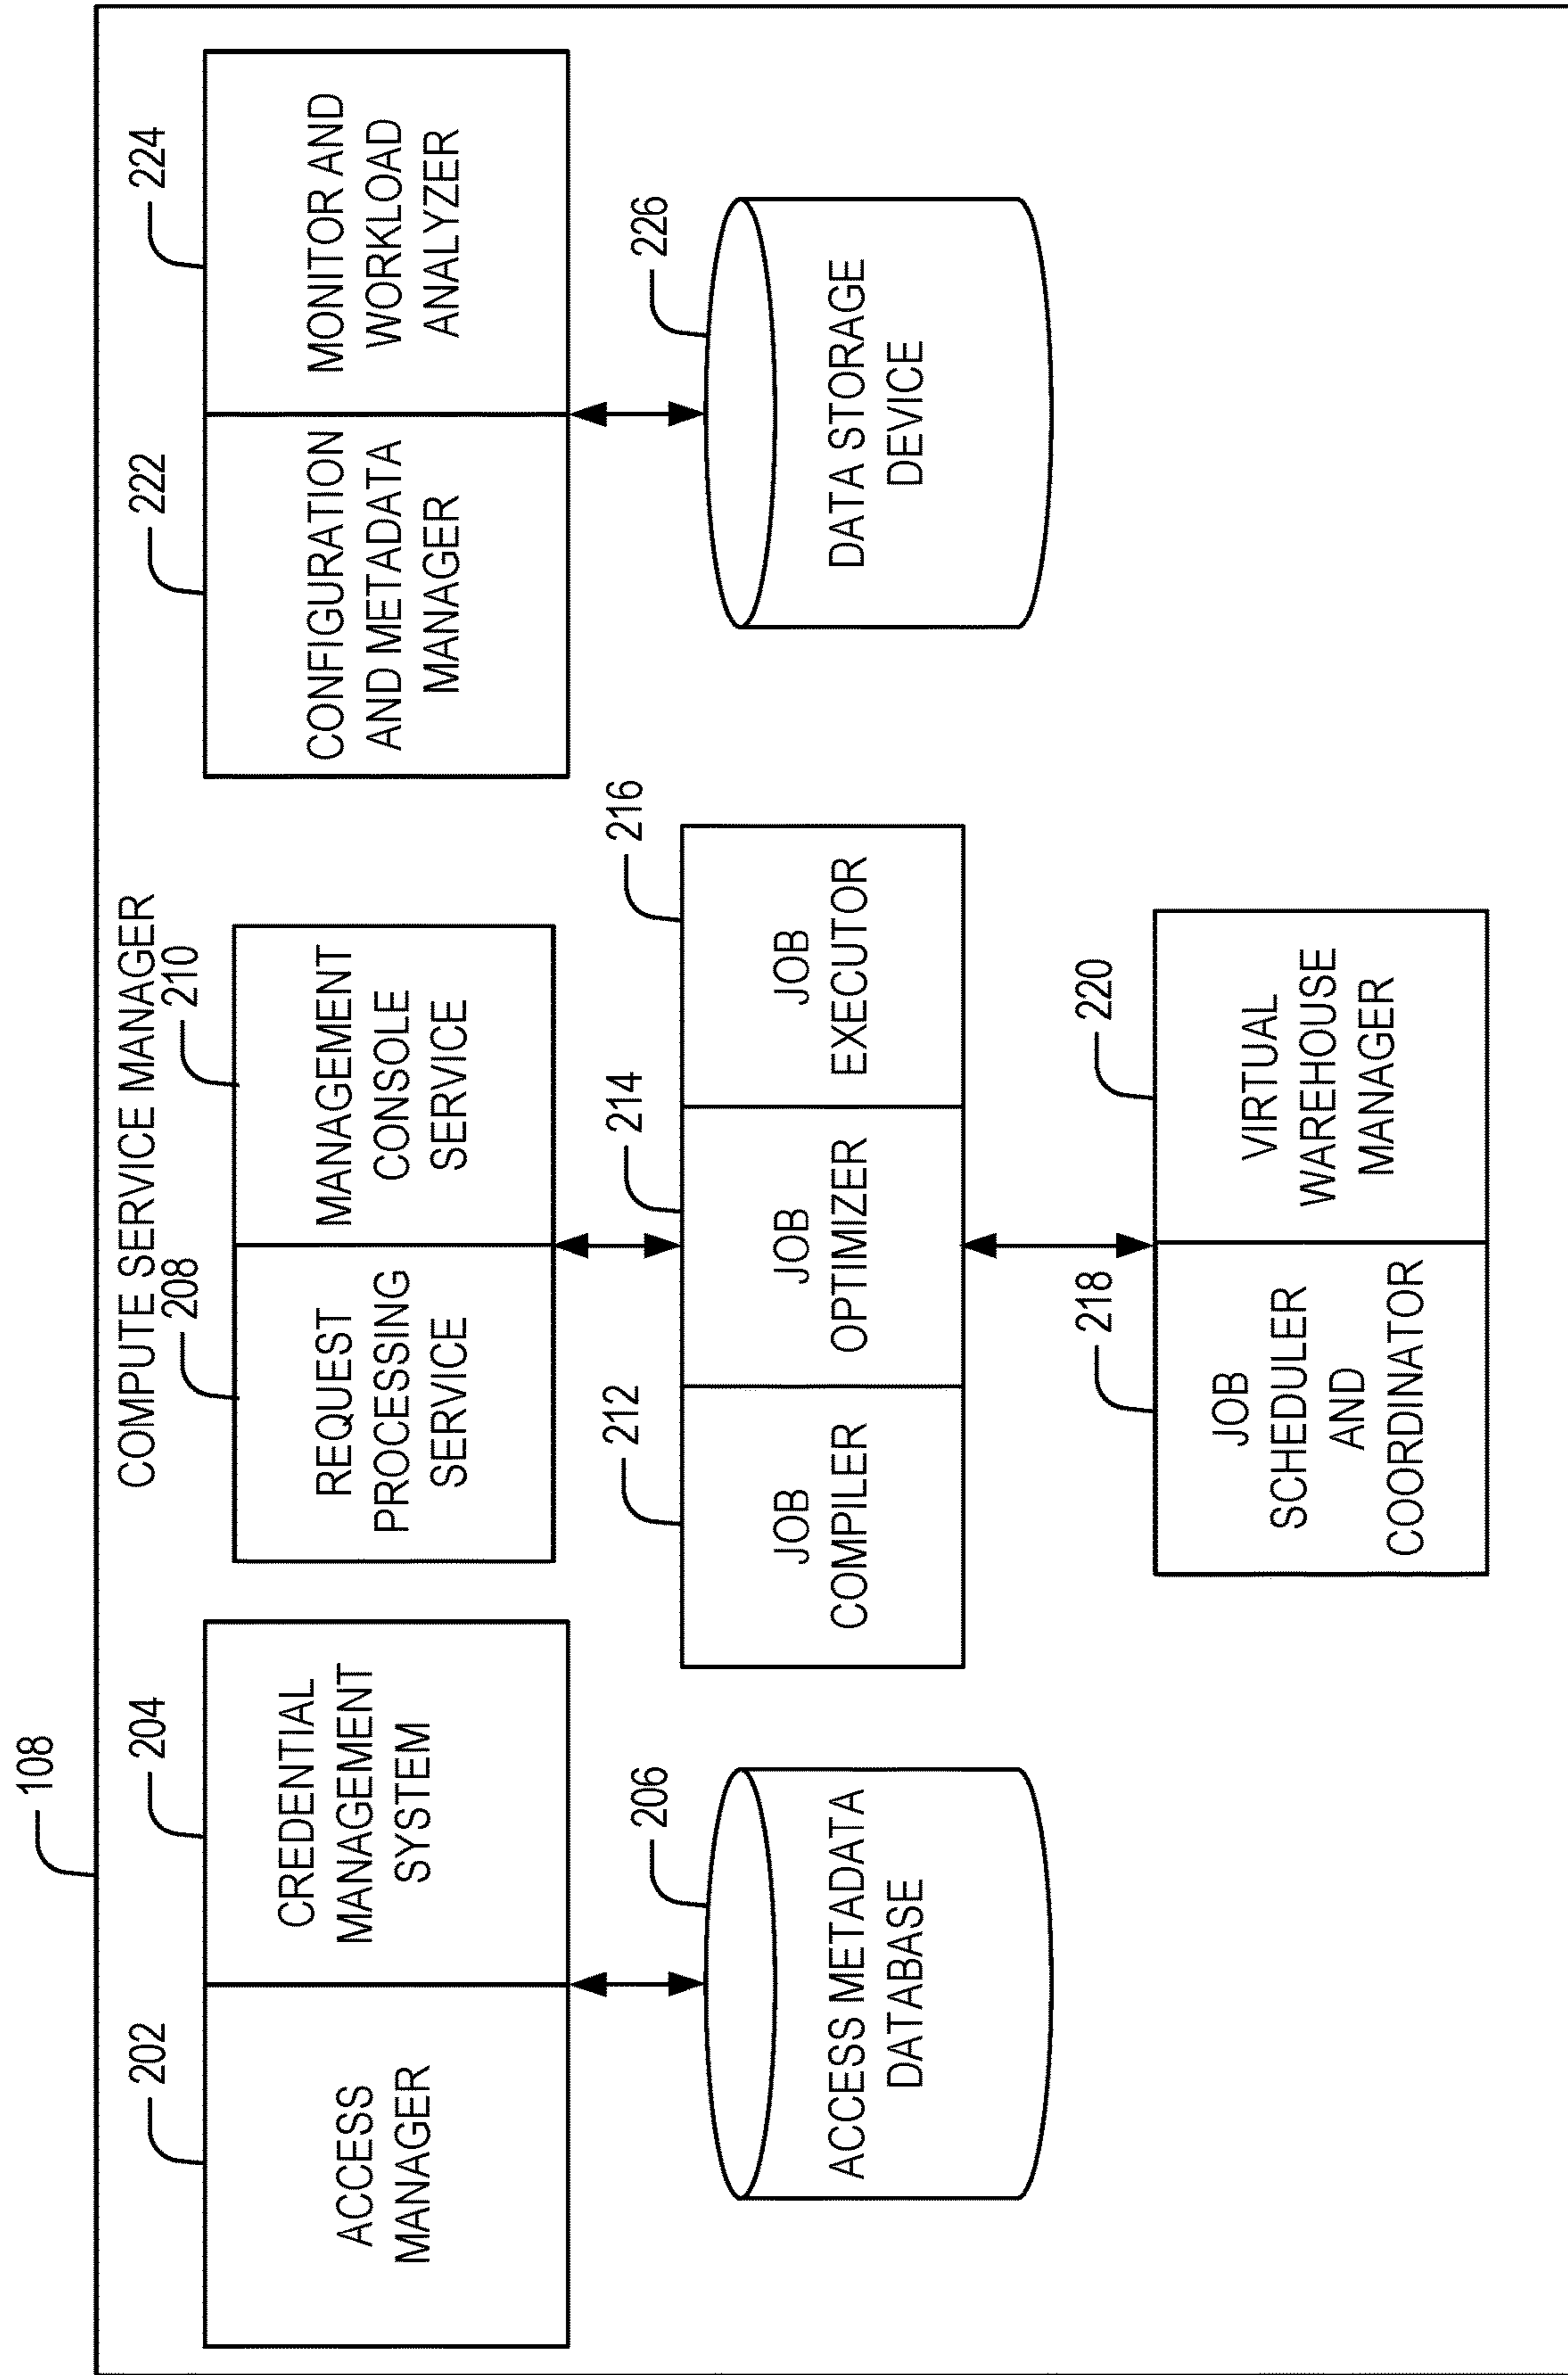 108
COMPUTE SERVICE MANAGER
202
ACCESS
MANAGER
204
CREDENTIAL
MANAGEMENT
SYSTEM
206
ACCESS METADATA
DATABASE
208
REQUEST
PROCESSING
SERVICE
210
MANAGEMENT
CONSOLE
SERVICE
212
JOB
COMPILER
214
JOB
OPTIMIZER
216
JOB
EXECUTOR
218
JOB
SCHEDULER
AND
COORDINATOR
220
VIRTUAL
WAREHOUSE
MANAGER
222
CONFIGURATION
AND METADATA
MANAGER
224
MONITOR AND
WORKLOAD
ANALYZER
226
DATA STORAGE
DEVICE